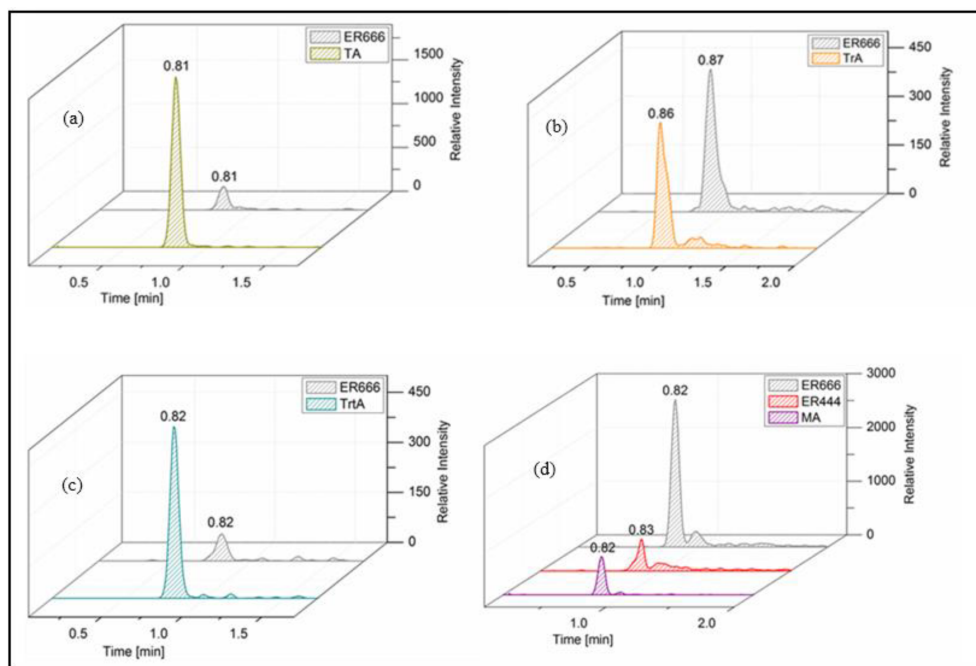 (a)
ER666
TA
0.81
0.81
1500
1000
500
0
Relative Intensity
0.5 1.0 1.5
Time [min]
(b)
ER666
TrA
0.87
0.86
450
300
150
0
Relative Intensity
0.5 1.0 1.5 2.0
Time [min]
(c)
ER666
TrtA
0.82
0.82
450
300
150
0
Relative Intensity
0.5 1.0 1.5
Time [min]
(d)
ER666
ER444
MA
0.82
0.83
0.82
3000
2000
1000
0
Relative Intensity
1.0 2.0
Time [min]